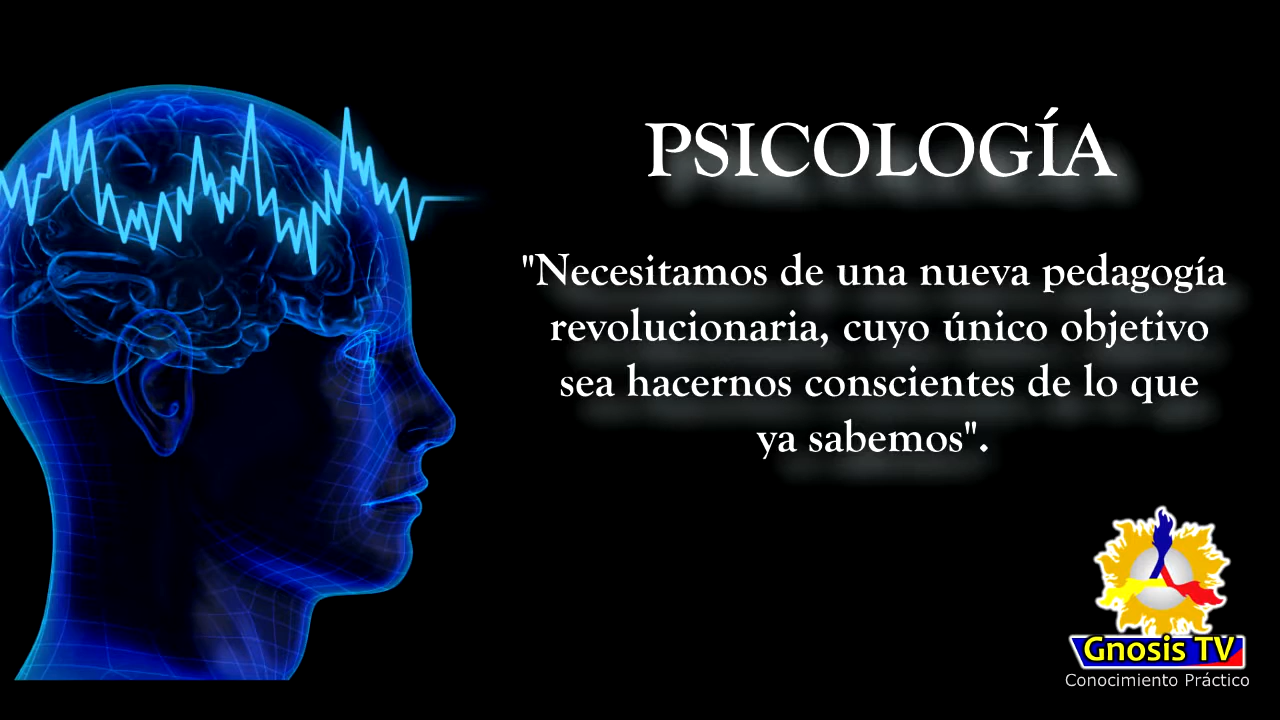 PSICOLOGÍA
"Necesitamos de una nueva pedagogía
revolucionaria, cuyo único objetivo
sea hacernos conscientes de lo que
ya sabemos".
Gnosis TV
Conocimiento Práctico